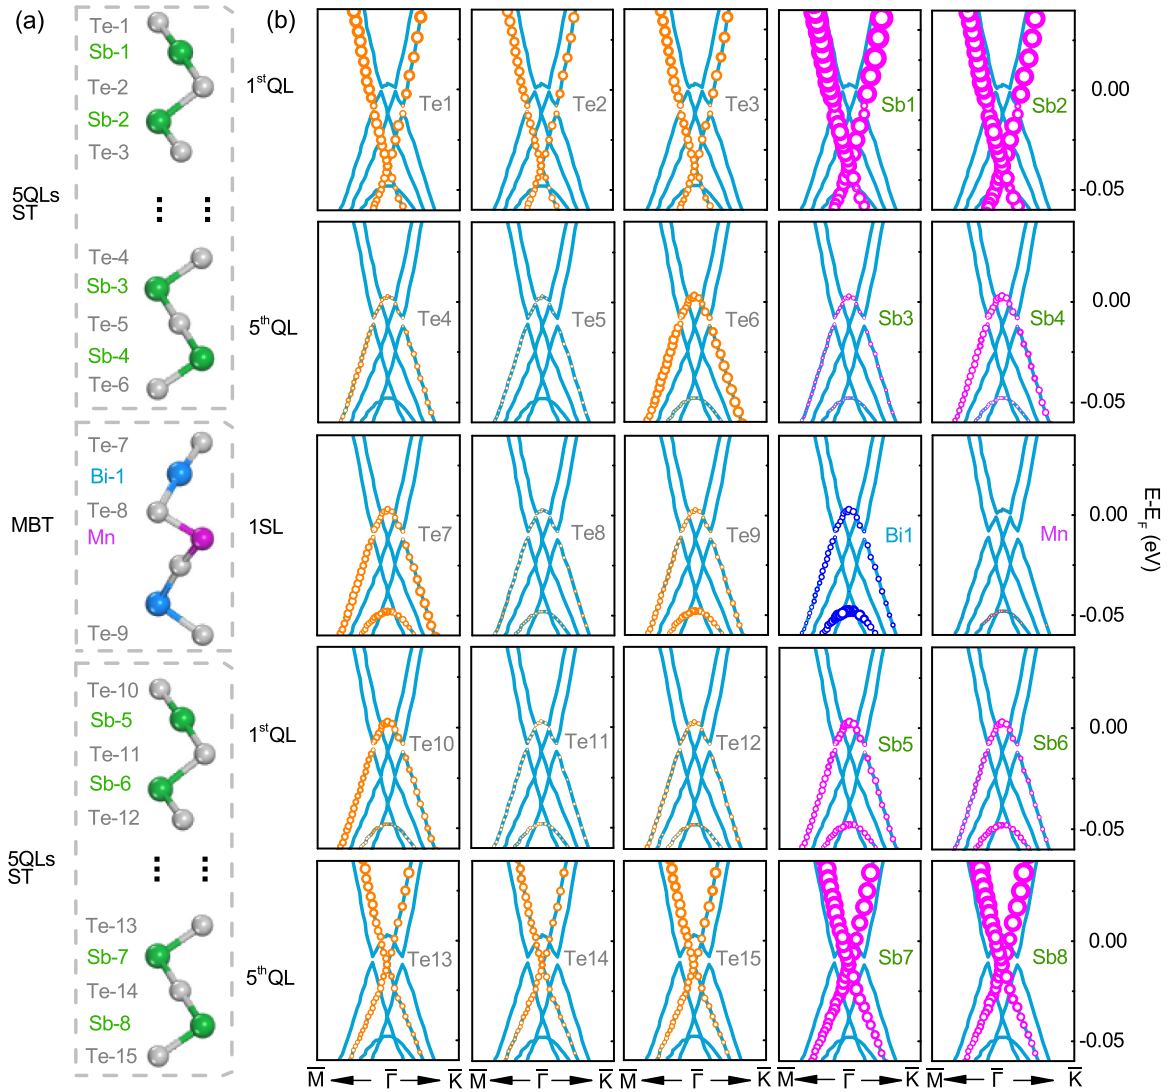 (a)
Te-1
Sb-1
Te-2
Sb-2
Te-3
5QLs
ST
Te-4
Sb-3
Te-5
Sb-4
Te-6
Te-7
Bi-1
Te-8
MBT
Mn
Te-9
Te-10
Sb-5
Te-11
Sb-6
Te-12
5QLs
ST
Te-13
Sb-7
Te-14
Sb-8
Te-15
(b)
1stQL
Te1 Te2 Te3 Sb1 Sb2
0.00
-0.05
5thQL
Te4 Te5 Te6 Sb3 Sb4
0.00
-0.05
1SL
Te7 Te8 Te9 Bi1 Mn
0.00
-0.05
1stQL
Te10 Te11 Te12 Sb5 Sb6
0.00
-0.05
5thQL
Te13 Te14 Te15 Sb7 Sb8
0.00
-0.05
E-EF (eV)
M̅ Γ̅ K̅ M̅ Γ̅ K̅ M̅ Γ̅ K̅ M̅ Γ̅ K̅ M̅ Γ̅ K̅